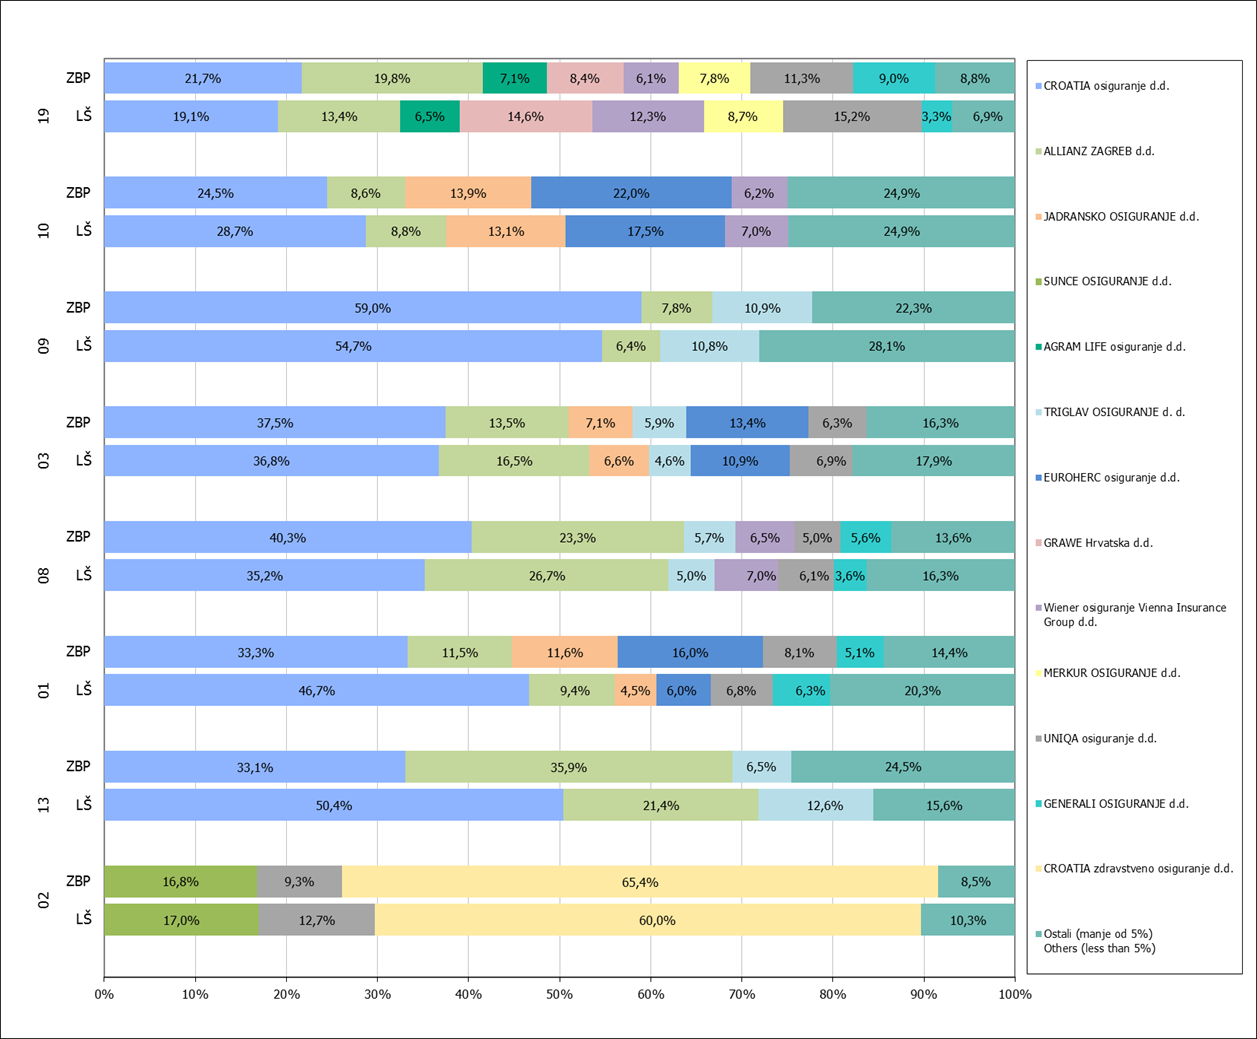 19
ZBP 21,7% 19,8% 7,1% 8,4% 6,1% 7,8% 11,3% 9,0% 8,8%
LŠ 19,1% 13,4% 6,5% 14,6% 12,3% 8,7% 15,2% 3,3% 6,9%
10
ZBP 24,5% 8,6% 13,9% 22,0% 6,2% 24,9%
LŠ 28,7% 8,8% 13,1% 17,5% 7,0% 24,9%
09
ZBP 59,0% 7,8% 10,9% 22,3%
LŠ 54,7% 6,4% 10,8% 28,1%
03
ZBP 37,5% 13,5% 7,1% 5,9% 13,4% 6,3% 16,3%
LŠ 36,8% 16,5% 6,6% 4,6% 10,9% 6,9% 17,9%
08
ZBP 40,3% 23,3% 5,7% 6,5% 5,0% 5,6% 13,6%
LŠ 35,2% 26,7% 5,0% 7,0% 6,1% 3,6% 16,3%
01
ZBP 33,3% 11,5% 11,6% 16,0% 8,1% 5,1% 14,4%
LŠ 46,7% 9,4% 4,5% 6,0% 6,8% 6,3% 20,3%
13
ZBP 33,1% 35,9% 6,5% 24,5%
LŠ 50,4% 21,4% 12,6% 15,6%
02
ZBP 16,8% 9,3% 65,4% 8,5%
LŠ 17,0% 12,7% 60,0% 10,3%
0% 10% 20% 30% 40% 50% 60% 70% 80% 90% 100%
CROATIA osiguranje d.d.
ALLIANZ ZAGREB d.d.
JADRANSKO OSIGURANJE d.d.
SUNCE OSIGURANJE d.d.
AGRAM LIFE osiguranje d.d.
TRIGLAV OSIGURANJE d. d.
EUROHERC osiguranje d.d.
GRAWE Hrvatska d.d.
Wiener osiguranje Vienna Insurance
Group d.d.
MERKUR OSIGURANJE d.d.
UNIQA osiguranje d.d.
GENERALI OSIGURANJE d.d.
CROATIA zdravstveno osiguranje d.d.
Ostali (manje od 5%)
Others (less than 5%)